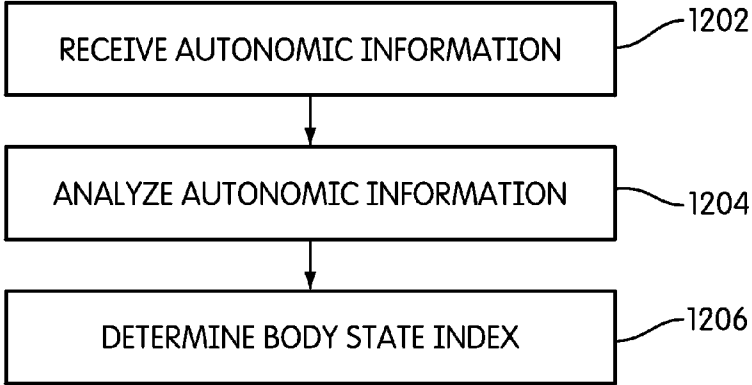 RECEIVE AUTONOMIC INFORMATION
1202
ANALYZE AUTONOMIC INFORMATION
1204
DETERMINE BODY STATE INDEX
1206